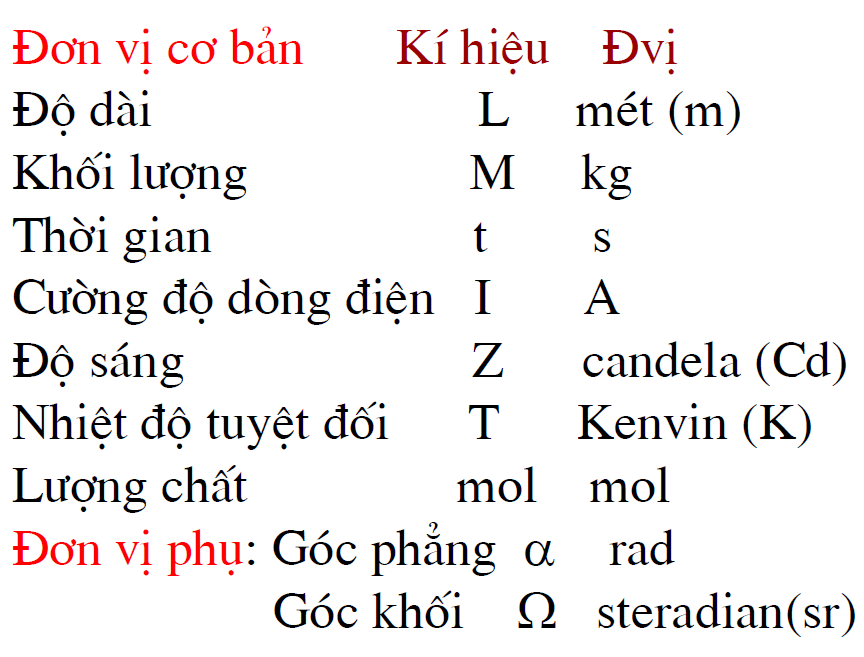 Đơn vị cơ bản Kí hiệu Đvị
Độ dài L mét (m)
Khối lượng M kg
Thời gian t s
Cường độ dòng điện I A
Độ sáng Z candela (Cd)
Nhiệt độ tuyệt đối T Kenvin (K)
Lượng chất mol mol
Đơn vị phụ: Góc phẳng α rad
Góc khối Ω steradian(sr)